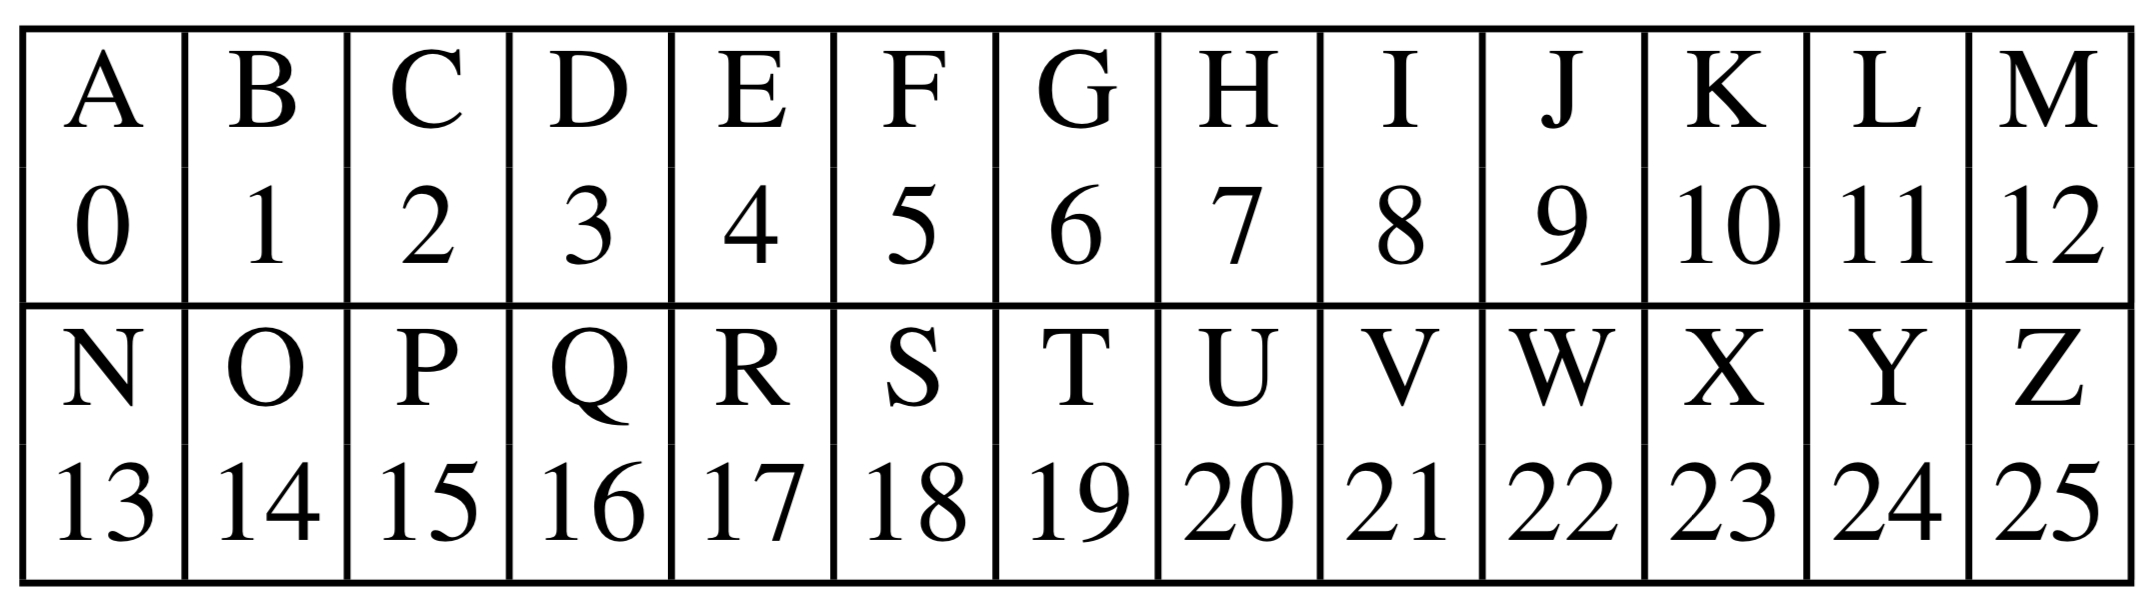 A B C D E F G H I J K L M
0 1 2 3 4 5 6 7 8 9 10 11 12
N O P Q R S T U V W X Y Z
13 14 15 16 17 18 19 20 21 22 23 24 25